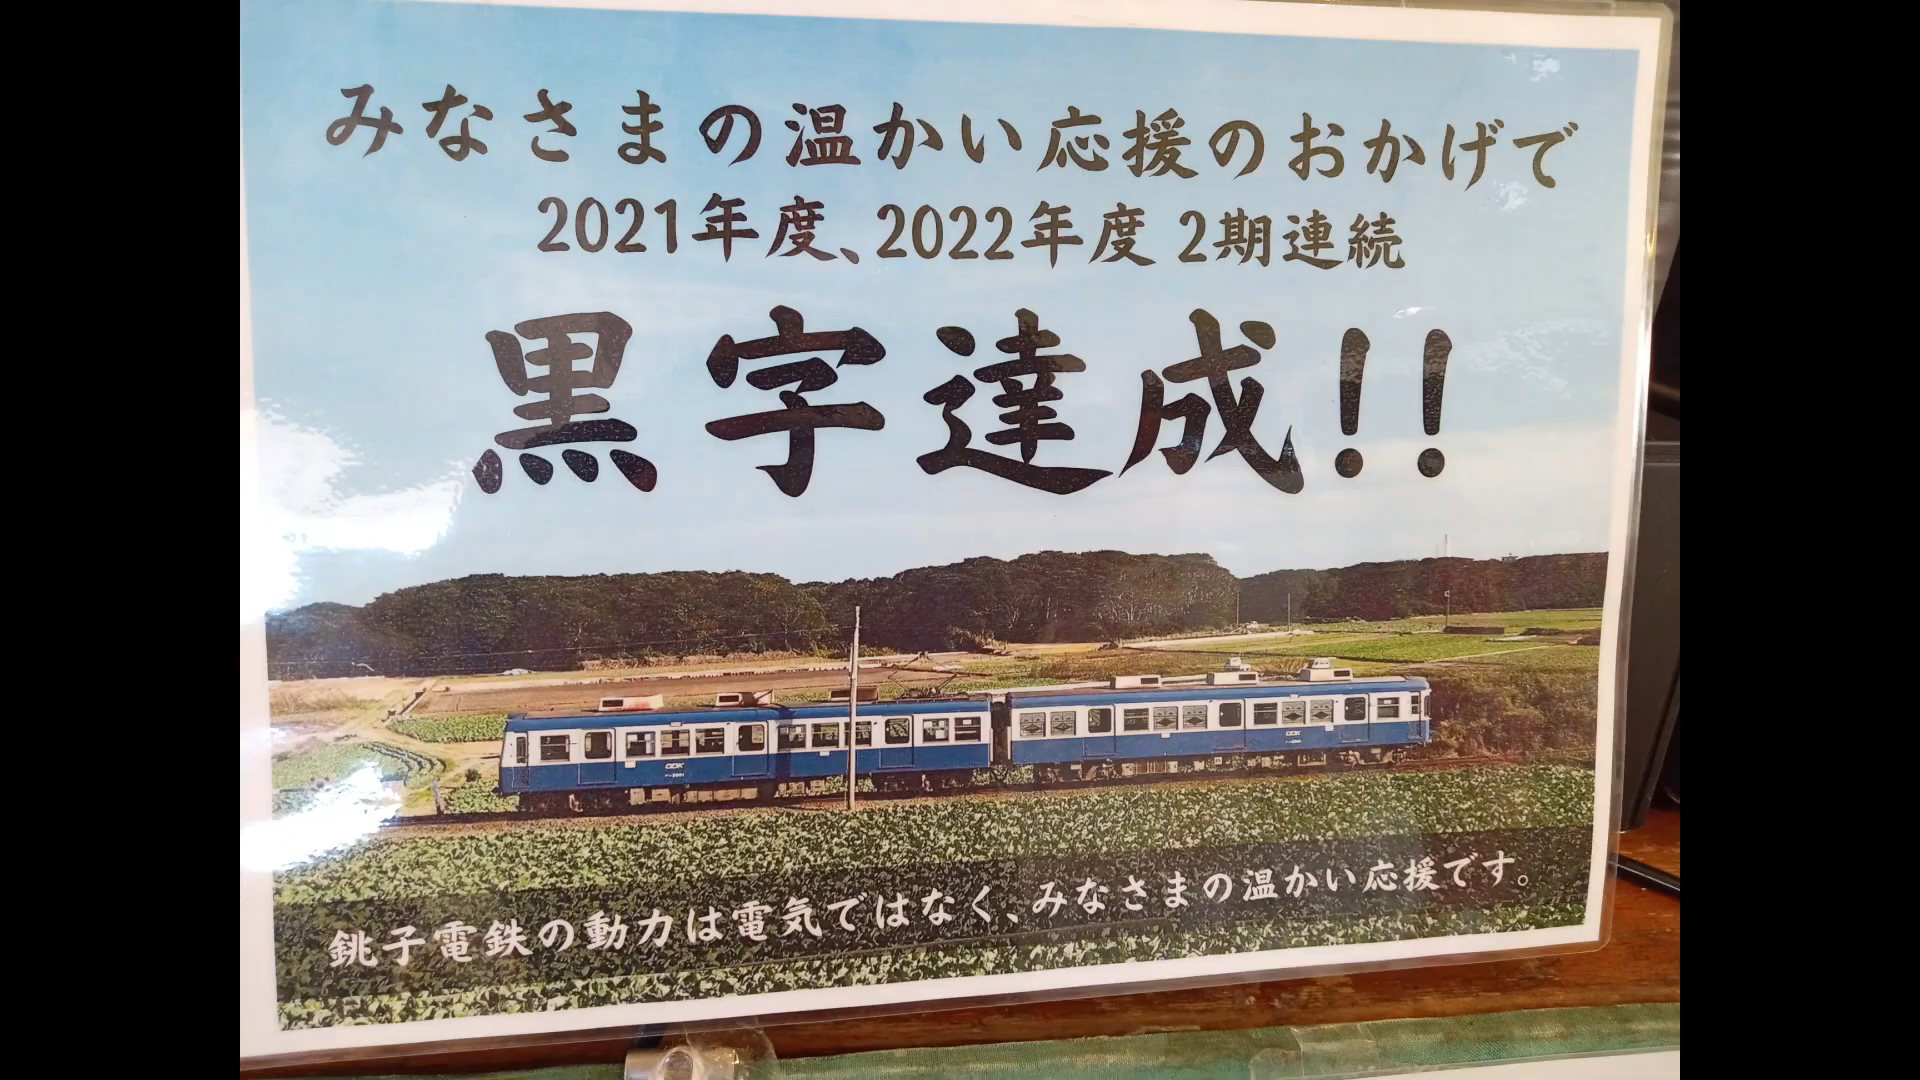 みなさまの温かい応援のおかげで
2021年度、2022年度 2期連続
黒字達成!!
銚子電鉄の動力は電気ではなく、みなさまの温かい応援です。